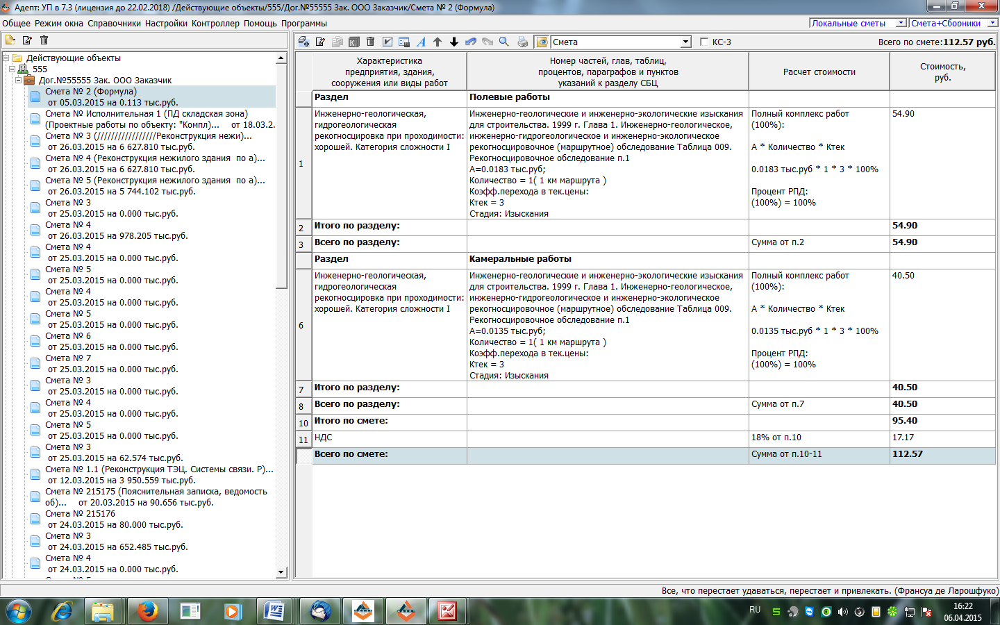 Адепт: УП в 7.3 (лицензия до 22.02.2018) /Действующие объекты/555/Дог.№55555 Зак. ООО Заказчик/Смета № 2 (Формула)
Общее Режим окна Справочники Настройки Контроллер Помощь Программы
Локальные сметы
Смета+Сборники
Смета
КС-3
Всего по смете:112.57 руб.
Действующие объекты
555
Дог.№55555 Зак. ООО Заказчик
Смета № 2 (Формула)
от 05.03.2015 на 0.113 тыс.руб.
Смета № Исполнительная 1 (ПД складская зона)
(Проектные работы по объекту: "Компл)... от 18.03.2.
Смета № 3 (/////////////////Реконструкция нежи)...
от 26.03.2015 на 6 627.810 тыс.руб.
Смета № 4 (Реконструкция нежилого здания по а)...
от 26.03.2015 на 6 627.810 тыс.руб.
Смета № 5 (Реконструкция нежилого здания по а)...
от 26.03.2015 на 5 744.102 тыс.руб.
Смета № 3
от 25.03.2015 на 0.000 тыс.руб.
Смета № 4
от 26.03.2015 на 978.205 тыс.руб.
Смета № 4
от 25.03.2015 на 0.000 тыс.руб.
Смета № 5
от 25.03.2015 на 0.000 тыс.руб.
Смета № 4
от 25.03.2015 на 0.000 тыс.руб.
Смета № 5
от 25.03.2015 на 0.000 тыс.руб.
Смета № 6
от 25.03.2015 на 0.000 тыс.руб.
Смета № 7
от 25.03.2015 на 0.000 тыс.руб.
Смета № 3
от 25.03.2015 на 0.000 тыс.руб.
Смета № 4
от 25.03.2015 на 0.000 тыс.руб.
Смета № 5
от 25.03.2015 на 0.000 тыс.руб.
Смета № 3
от 25.03.2015 на 62.574 тыс.руб.
Смета № 1.1 (Реконструкция ТЭЦ. Системы связи. Р)...
от 12.03.2015 на 3 950.559 тыс.руб.
Смета № 215175 (Пояснительная записка, ведомость
об)... от 20.03.2015 на 90.656 тыс.руб.
Смета № 215176
от 24.03.2015 на 80.000 тыс.руб.
Смета № 3
от 24.03.2015 на 652.485 тыс.руб.
Смета № 4
от 24.03.2015 на 0.000 тыс.руб.
Характеристика
предприятия, здания,
сооружения или виды работ
Номер частей, глав, таблиц,
процентов, параграфов и пунктов
указаний к разделу СБЦ
Расчет стоимости
Стоимость,
руб.
Раздел
Полевые работы
1
Инженерно-геологическая,
гидрогеологическая
рекогносцировка при проходимости:
хорошей. Категория сложности I
Инженерно-геологические и инженерно-экологические изыскания
для строительства. 1999 г. Глава 1. Инженерно-геологическое,
инженерно-гидрогеологическое и инженерно-экологическое
рекогносцировочное (маршрутное) обследование Таблица 009.
Рекогносцировочное обследование п.1
А=0.0183 тыс.руб;
Количество = 1( 1 км маршрута )
Коэфф.перехода в тек.цены:
Ктек = 3
Стадия: Изыскания
Полный комплекс работ
(100%):
А * Количество * Ктек
0.0183 тыс.руб * 1 * 3 * 100%
Процент РПД:
(100%) = 100%
54.90
2
Итого по разделу:
54.90
3
Всего по разделу:
Сумма от п.2
54.90
Раздел
Камеральные работы
6
Инженерно-геологическая,
гидрогеологическая
рекогносцировка при проходимости:
хорошей. Категория сложности I
Инженерно-геологические и инженерно-экологические изыскания
для строительства. 1999 г. Глава 1. Инженерно-геологическое,
инженерно-гидрогеологическое и инженерно-экологическое
рекогносцировочное (маршрутное) обследование Таблица 009.
Рекогносцировочное обследование п.1
А=0.0135 тыс.руб;
Количество = 1( 1 км маршрута )
Коэфф.перехода в тек.цены:
Ктек = 3
Стадия: Изыскания
Полный комплекс работ
(100%):
А * Количество * Ктек
0.0135 тыс.руб * 1 * 3 * 100%
Процент РПД:
(100%) = 100%
40.50
7
Итого по разделу:
40.50
8
Всего по разделу:
Сумма от п.7
40.50
10
Итого по смете:
95.40
11
НДС
18% от п.10
17.17
Всего по смете:
Сумма от п.10-11
112.57
Все, что перестает удаваться, перестает и привлекать. (Франсуа де Ларошфуко)
RU
16:22
06.04.2015